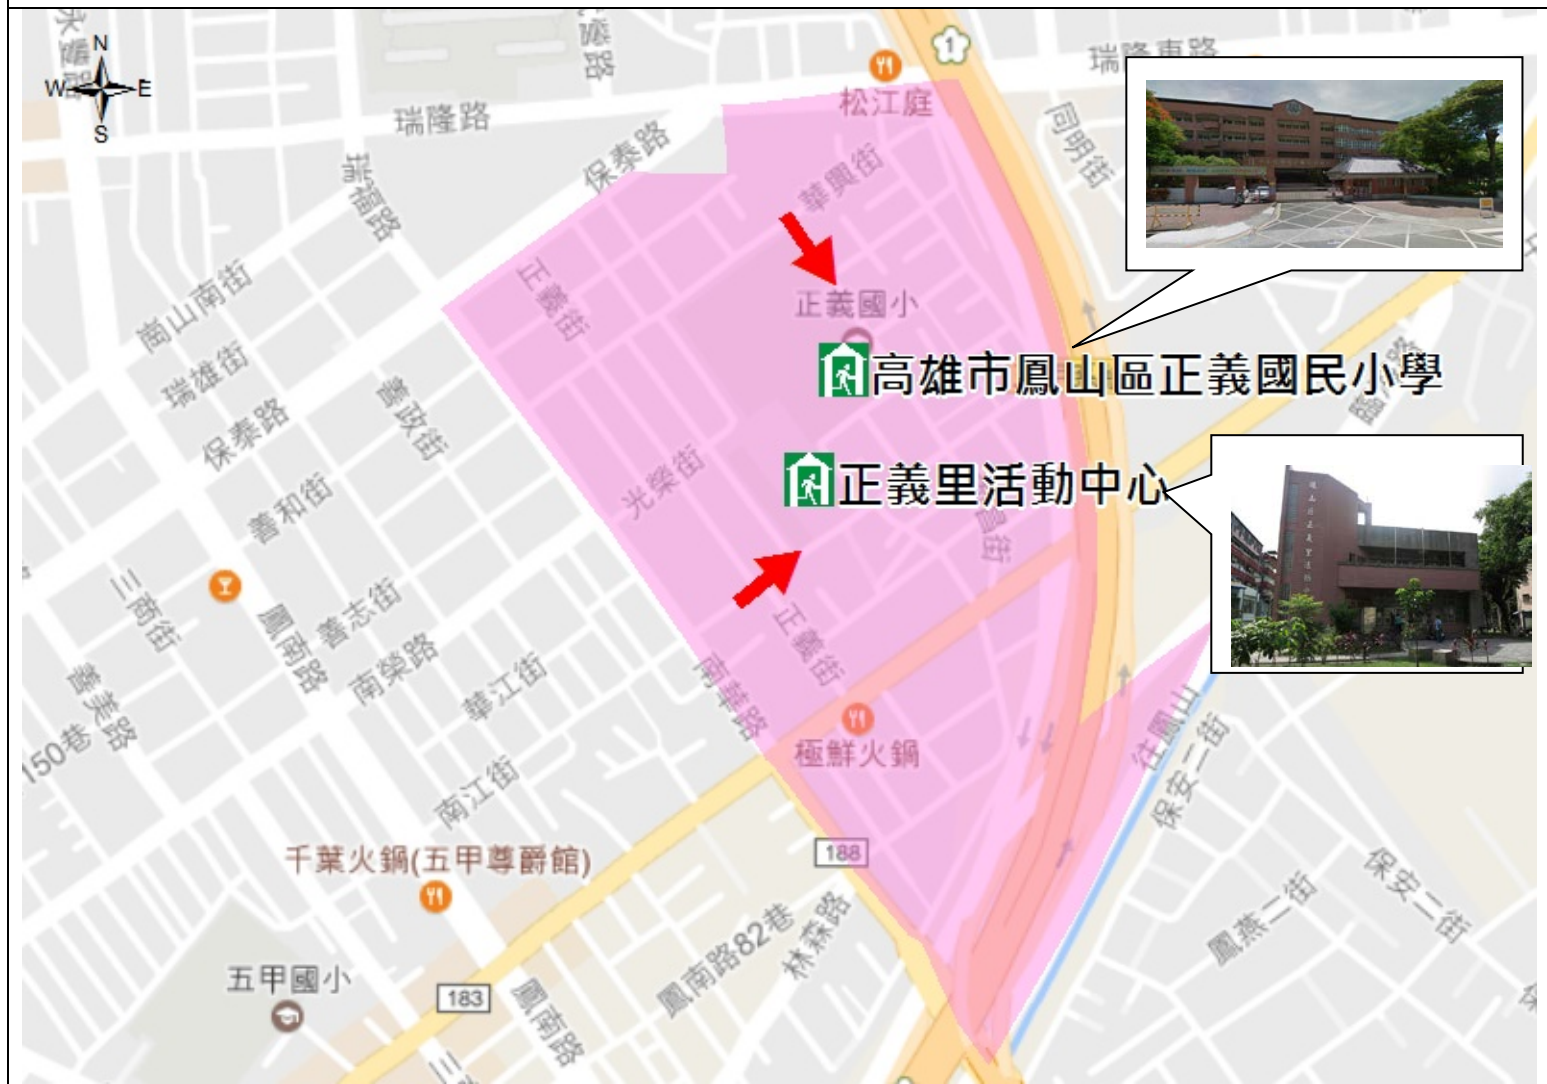 N
W
E
S
1
瑞隆東路
瑞隆路
松江庭
同明街
保泰路
華興街
瑞福路
正義街
崗山南街
正義國小
瑞雄街
善政街
高雄市鳳山區正義國民小學
保泰路
光榮街
正義里活動中心
善和街
昌街
三商街
鳳南路
善志街
正義街
南榮路
華江街
南華路
善美路
往鳳山
150巷
極鮮火鍋
保安二街
南江街
千葉火鍋(五甲尊爵館)
188
保安二街
鳳南路82巷
林森路
鳳燕二街
五甲國小
183
鳳南路